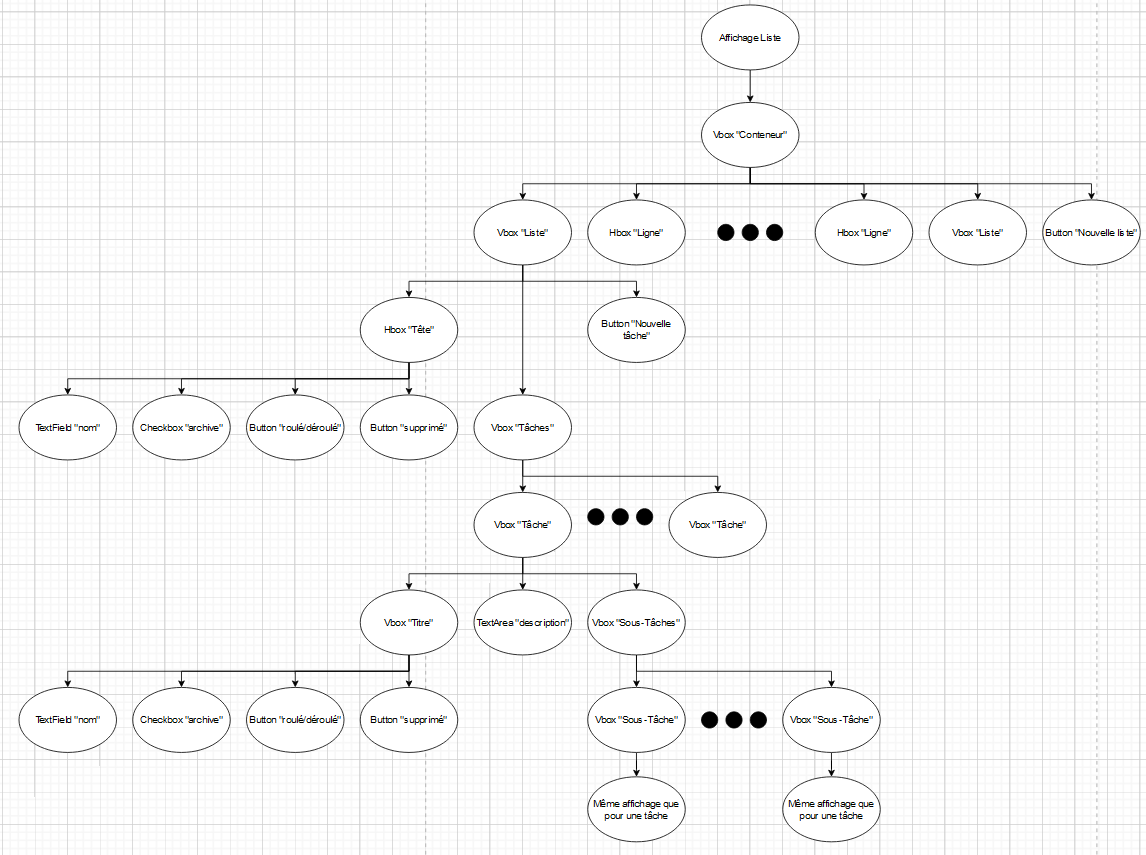 Affichage Liste
Vbox "Conteneur"
Vbox "Liste"
Hbox "Ligne"
Hbox "Ligne"
Vbox "Liste"
Button "Nouvelle liste"
Hbox "Tête"
Button "Nouvelle
tâche"
TextField "nom"
Checkbox "archive"
Button "roulé/déroulé"
Button "supprimé"
Vbox "Tâches"
Vbox "Tâche"
Vbox "Tâche"
Vbox "Titre"
TextArea "description"
Vbox "Sous-Tâches"
TextField "nom"
Checkbox "archive"
Button "roulé/déroulé"
Button "supprimé"
Vbox "Sous-Tâche"
Vbox "Sous-Tâche"
Même affichage que
pour une tâche
Même affichage que
pour une tâche